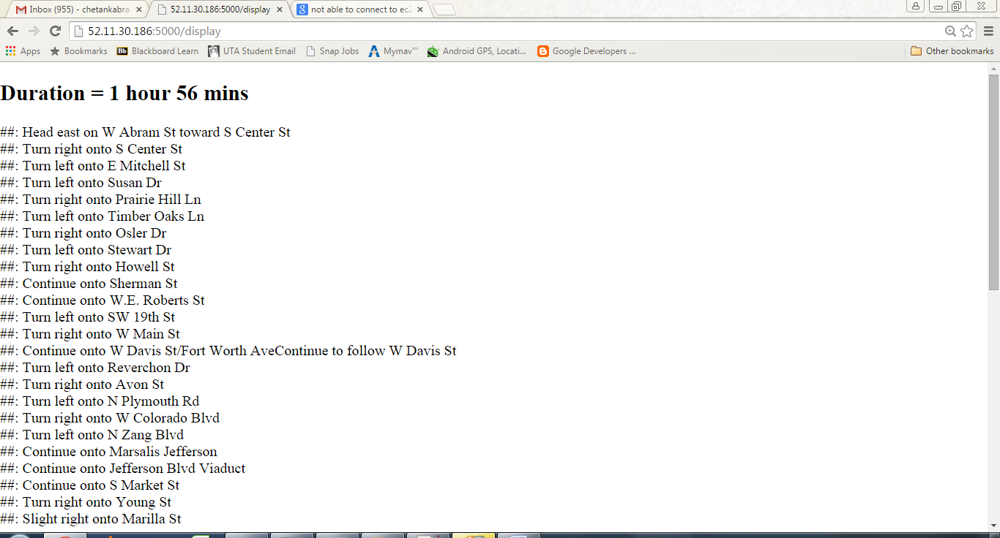 Inbox (955) - chetankabra
52.11.30.186:5000/display
not able to connect to ec2
52.11.30.186:5000/display
Apps
Bookmarks
Bb Blackboard Learn
UTA Student Email
Snap Jobs
Mymav'''
Android GPS, Locati...
Google Developers ...
Other bookmarks
Duration = 1 hour 56 mins
##: Head east on W Abram St toward S Center St
##: Turn right onto S Center St
##: Turn left onto E Mitchell St
##: Turn left onto Susan Dr
##: Turn right onto Prairie Hill Ln
##: Turn left onto Timber Oaks Ln
##: Turn right onto Osler Dr
##: Turn left onto Stewart Dr
##: Turn right onto Howell St
##: Continue onto Sherman St
##: Continue onto W.E. Roberts St
##: Turn left onto SW 19th St
##: Turn right onto W Main St
##: Continue onto W Davis St/Fort Worth AveContinue to follow W Davis St
##: Turn left onto Reverchon Dr
##: Turn right onto Avon St
##: Turn left onto N Plymouth Rd
##: Turn right onto W Colorado Blvd
##: Turn left onto N Zang Blvd
##: Continue onto Marsalis Jefferson
##: Continue onto Jefferson Blvd Viaduct
##: Continue onto S Market St
##: Turn right onto Young St
##: Slight right onto Marilla St